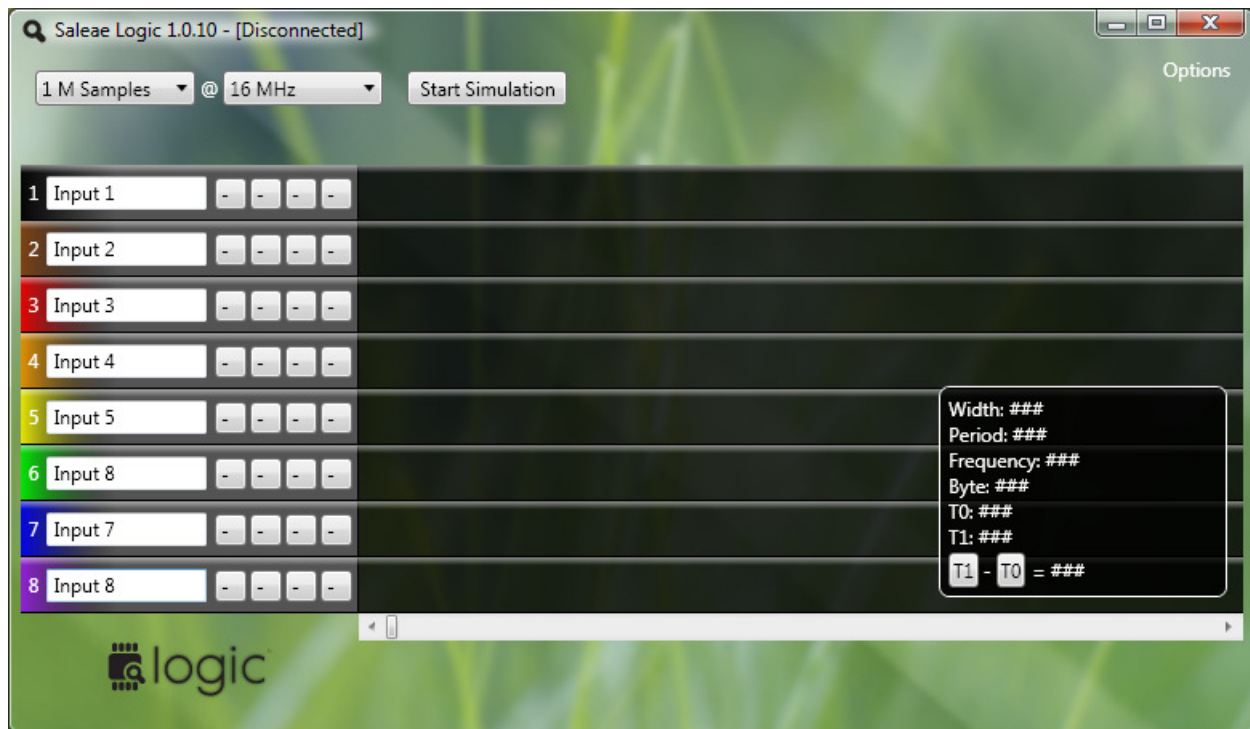 Saleae Logic 1.0.10 - [Disconnected]
Options
1 M Samples @ 16 MHz Start Simulation
1 Input 1 - - - -
2 Input 2 - - - -
3 Input 3 - - - -
4 Input 4 - - - -
5 Input 5 - - - -
6 Input 8 - - - -
7 Input 7 - - - -
8 Input 8 - - - -
Width: ###
Period: ###
Frequency: ###
Byte: ###
T0: ###
T1: ###
T1 - T0 = ###
logic